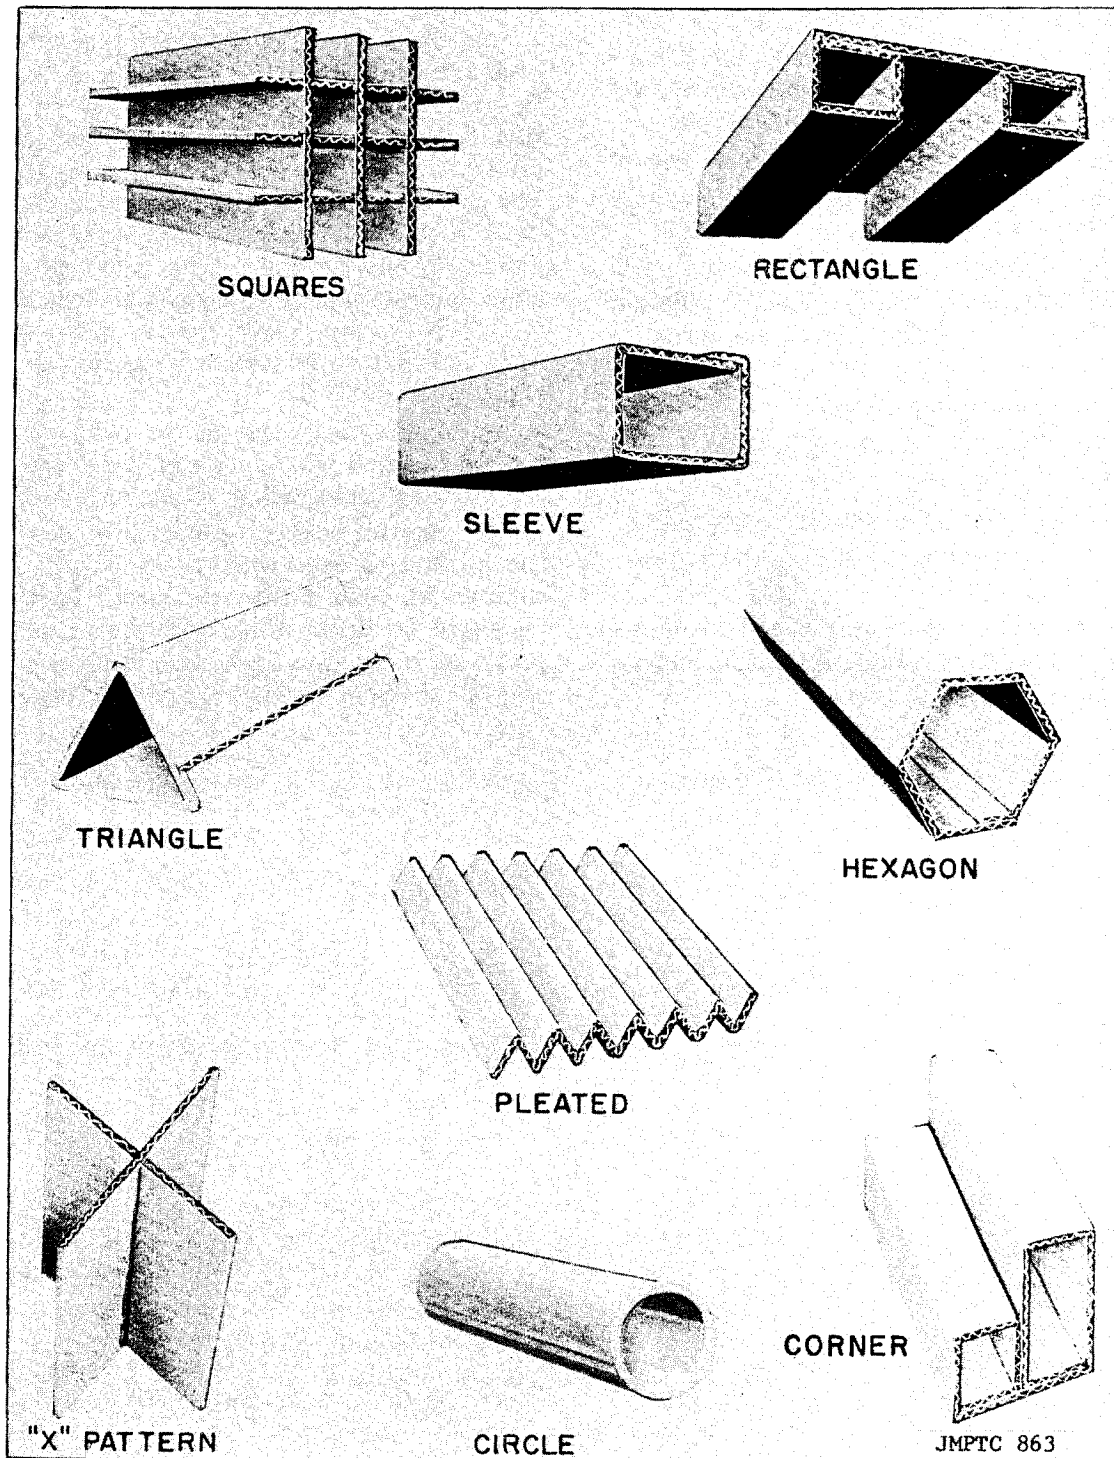 SQUARES
RECTANGLE
SLEEVE
TRIANGLE
HEXAGON
PLEATED
"X" PATTERN
CIRCLE
CORNER
JMPTC 863